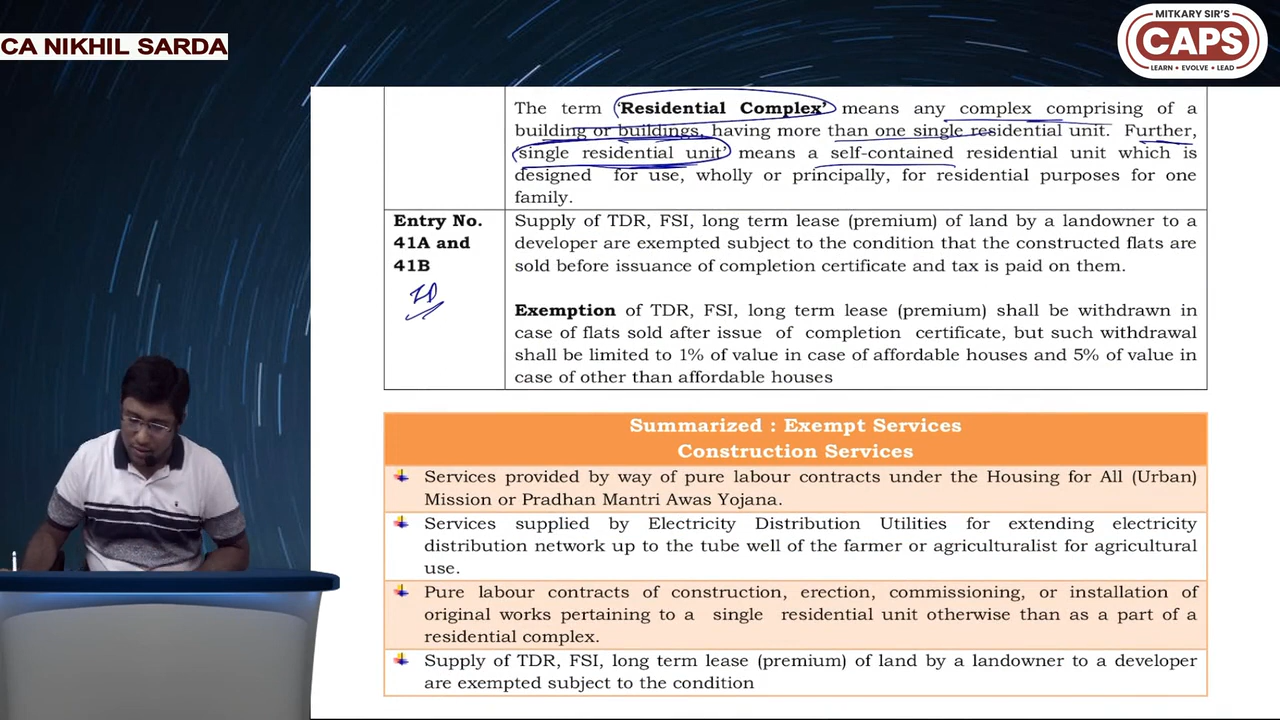 CA NIKHIL SARDA
MITKARY SIR'S
CAPS
LEARN • EVOLVE • LEAD
The term 'Residential Complex' means any complex comprising of a
building or buildings, having more than one single residential unit. Further,
'single residential unit' means a self-contained residential unit which is
designed for use, wholly or principally, for residential purposes for one
family.
Entry No.
41A and
41B
Supply of TDR, FSI, long term lease (premium) of land by a landowner to a
developer are exempted subject to the condition that the constructed flats are
sold before issuance of completion certificate and tax is paid on them.
Exemption of TDR, FSI, long term lease (premium) shall be withdrawn in
case of flats sold after issue of completion certificate, but such withdrawal
shall be limited to 1% of value in case of affordable houses and 5% of value in
case of other than affordable houses
Summarized : Exempt Services
Construction Services
Services provided by way of pure labour contracts under the Housing for All (Urban)
Mission or Pradhan Mantri Awas Yojana.
Services supplied by Electricity Distribution Utilities for extending electricity
distribution network up to the tube well of the farmer or agriculturalist for agricultural
use.
Pure labour contracts of construction, erection, commissioning, or installation of
original works pertaining to a single residential unit otherwise than as a part of a
residential complex.
Supply of TDR, FSI, long term lease (premium) of land by a landowner to a developer
are exempted subject to the condition